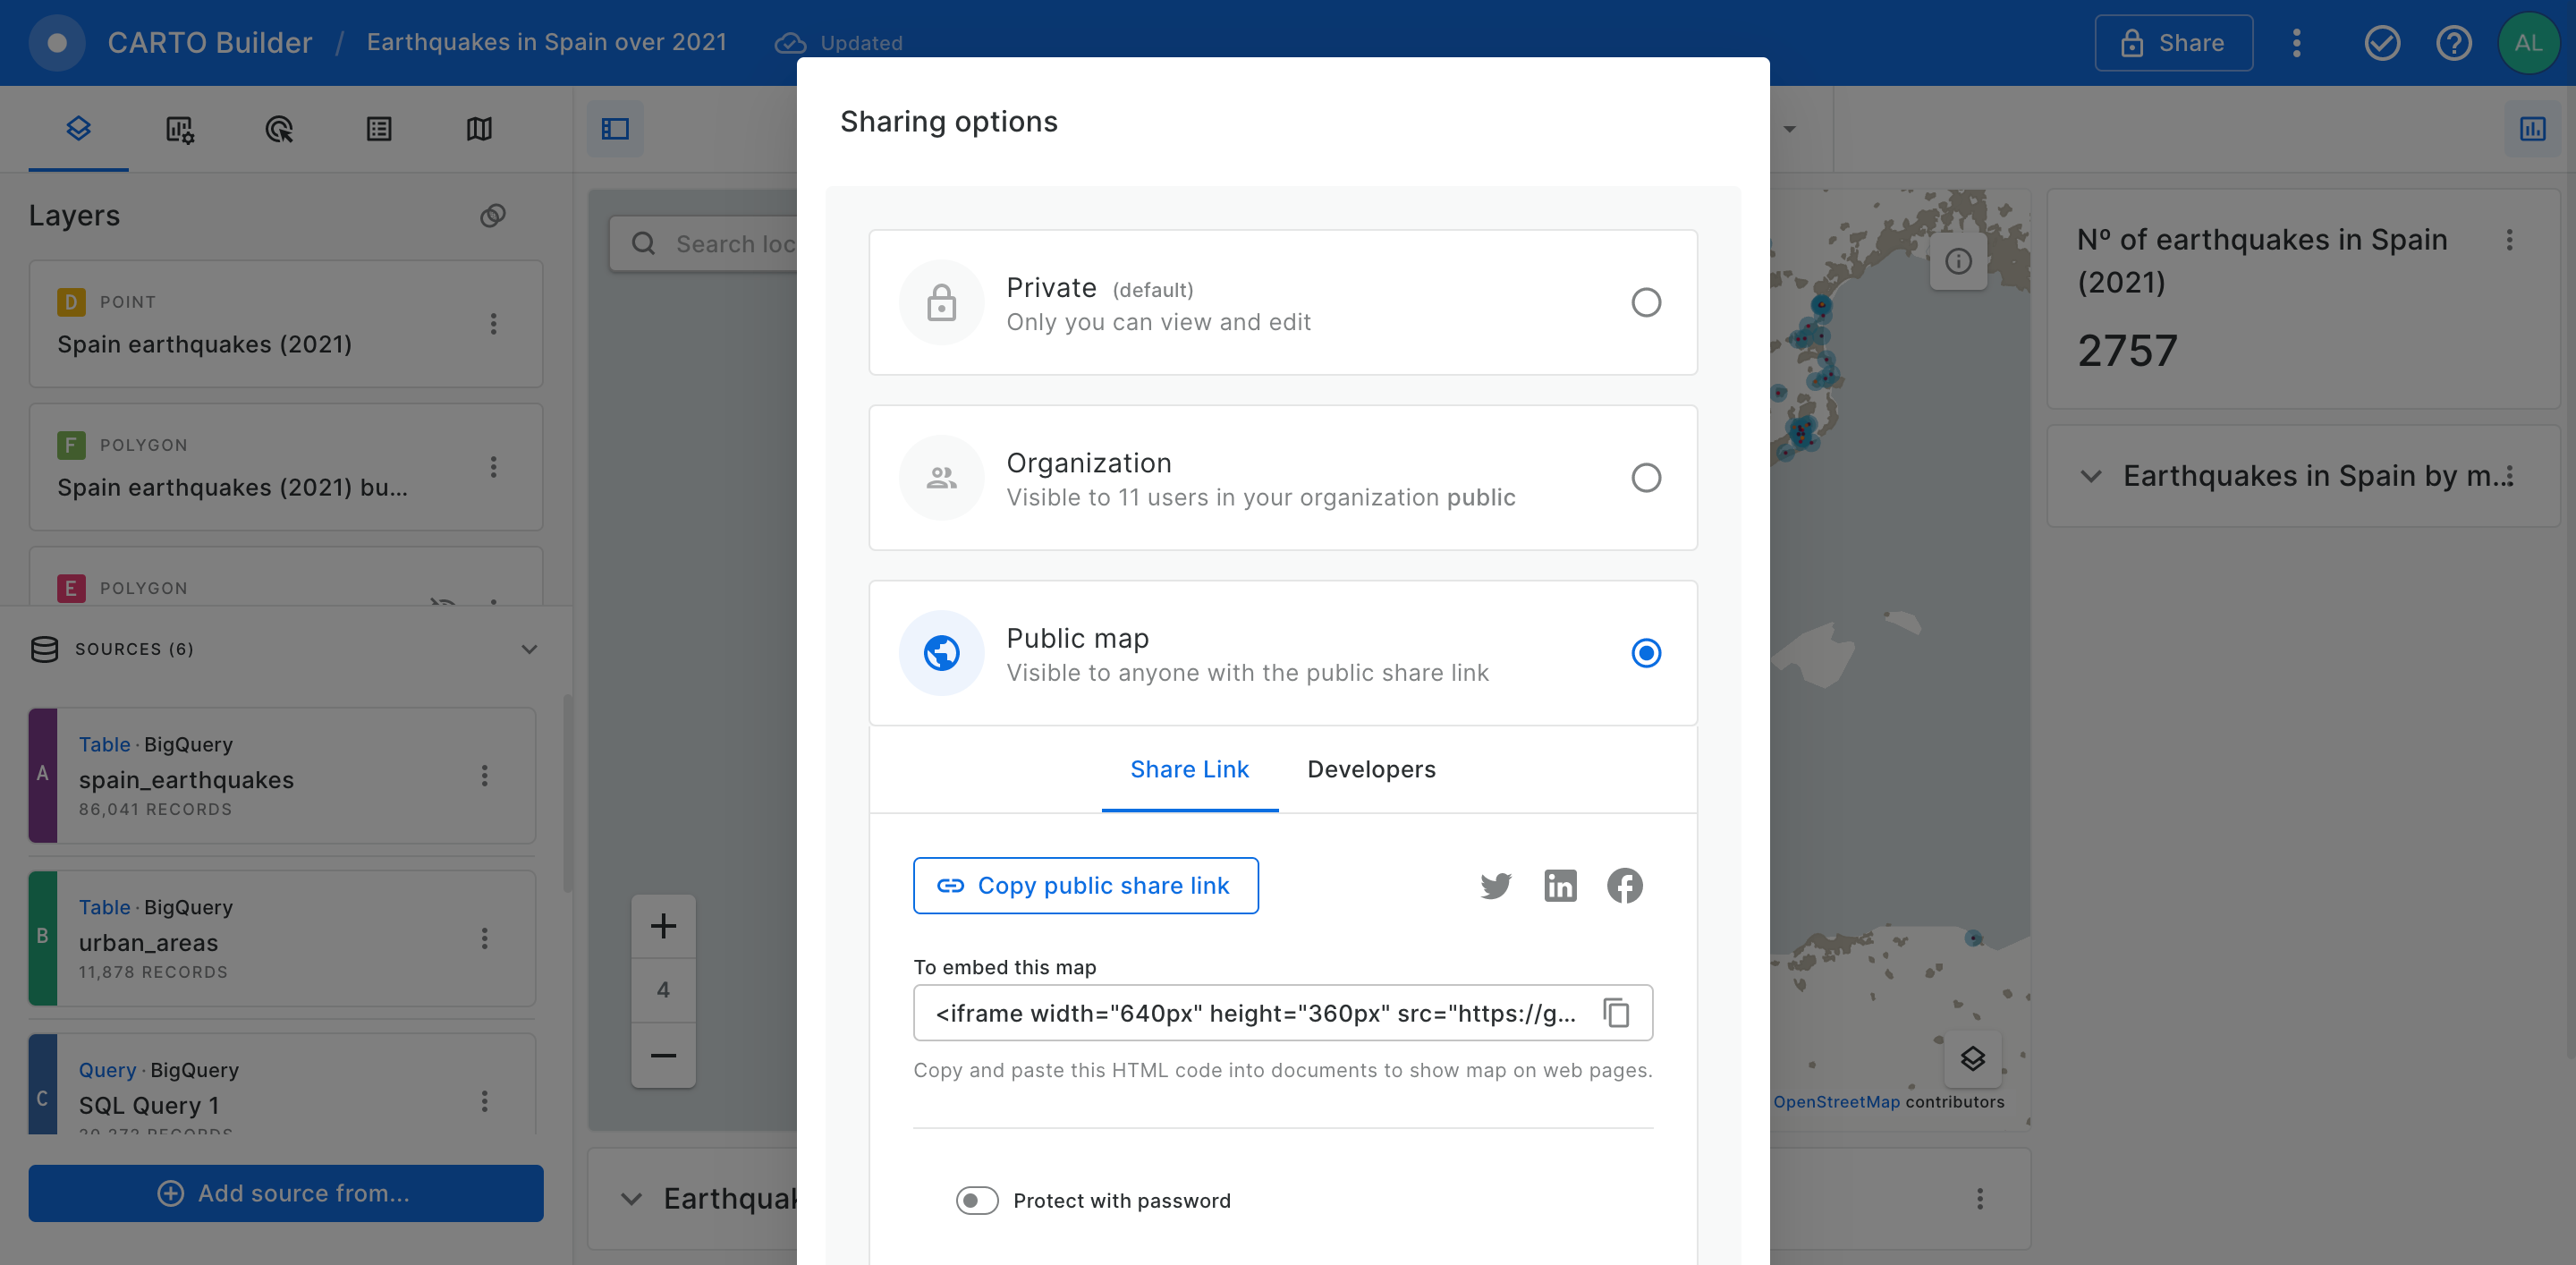 CARTO Builder / Earthquakes in Spain over 2021
Updated
Share
AL
Layers
D POINT
Spain earthquakes (2021)
F POLYGON
Spain earthquakes (2021) bu...
E POLYGON
SOURCES (6)
A
Table · BigQuery
spain_earthquakes
86,041 RECORDS
B
Table · BigQuery
urban_areas
11,878 RECORDS
C
Query · BigQuery
SQL Query 1
Add source from...
Search loc
4
Earthquak
Sharing options
Private (default)
Only you can view and edit
Organization
Visible to 11 users in your organization public
Public map
Visible to anyone with the public share link
Share Link
Developers
Copy public share link
To embed this map
<iframe width="640px" height="360px" src="https://g...
Copy and paste this HTML code into documents to show map on web pages.
Protect with password
OpenStreetMap contributors
Nº of earthquakes in Spain
(2021)
2757
Earthquakes in Spain by m...